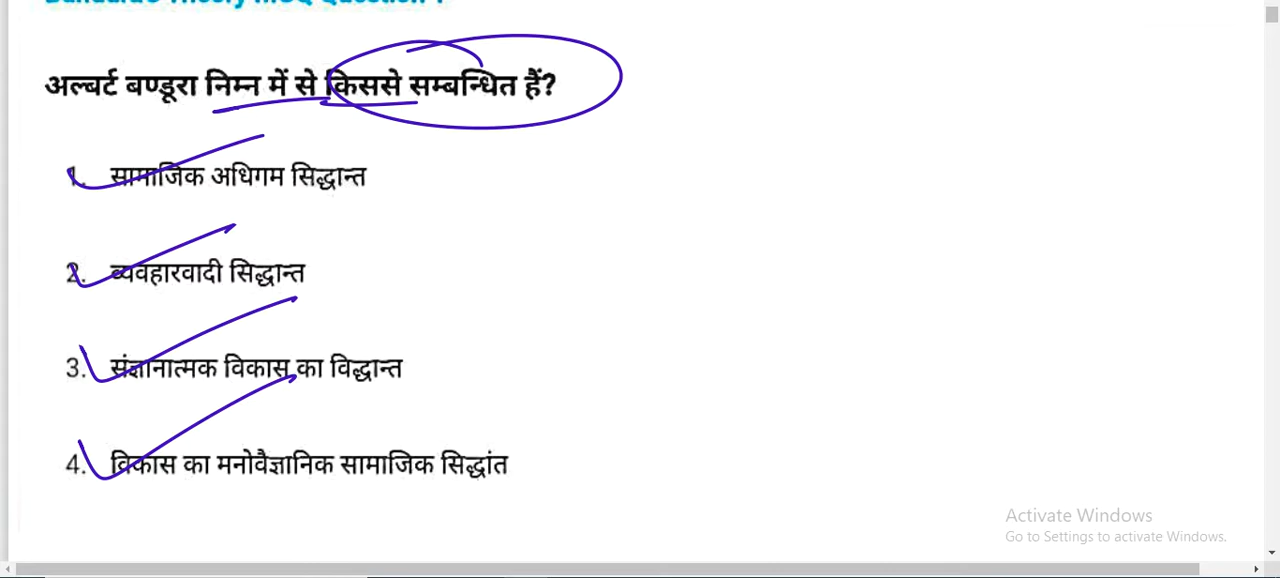 अल्बर्ट बण्डूरा निम्न में से किससे सम्बन्धित हैं?
1. सामाजिक अधिगम सिद्धान्त
2. व्यवहारवादी सिद्धान्त
3. संज्ञानात्मक विकास का विद्धान्त
4. विकास का मनोवैज्ञानिक सामाजिक सिद्धांत
Activate Windows
Go to Settings to activate Windows.